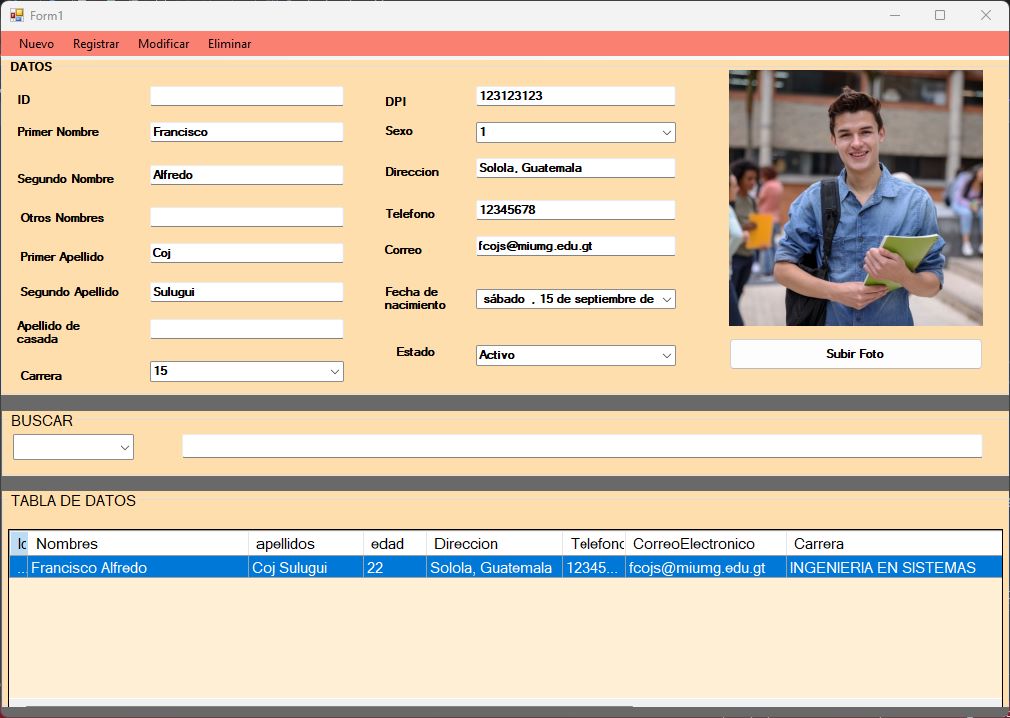 Form1
Nuevo Registrar Modificar Eliminar
DATOS
ID
Primer Nombre Francisco
Segundo Nombre Alfredo
Otros Nombres
Primer Apellido Coj
Segundo Apellido Sulugui
Apellido de
casada
Carrera 15
DPI 123123123
Sexo 1
Direccion Solola, Guatemala
Telefono 12345678
Correo fcojs@miumg.edu.gt
Fecha de
nacimiento sábado , 15 de septiembre de
Estado Activo
Subir Foto
BUSCAR
TABLA DE DATOS
Nombres apellidos edad Direccion Telefono CorreoElectronico Carrera
... Francisco Alfredo Coj Sulugui 22 Solola, Guatemala 12345... fcojs@miumg.edu.gt INGENIERIA EN SISTEMAS